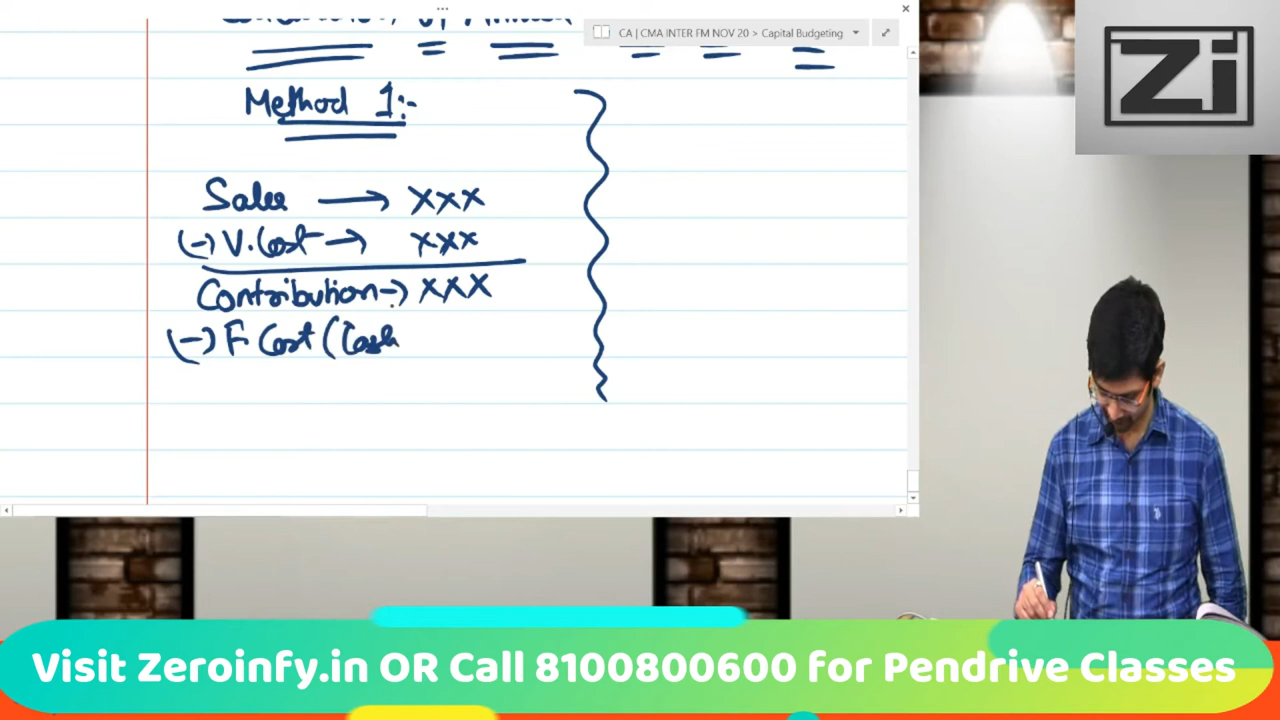 CA | CMA INTER FM NOV 20 > Capital Budgeting
Zi
Method 1:-
Sales → XXX
(-) V. Cost → XXX
Contribution → XXX
(-) F. Cost (Cash
Visit Zeroinfy.in OR Call 8100800600 for Pendrive Classes